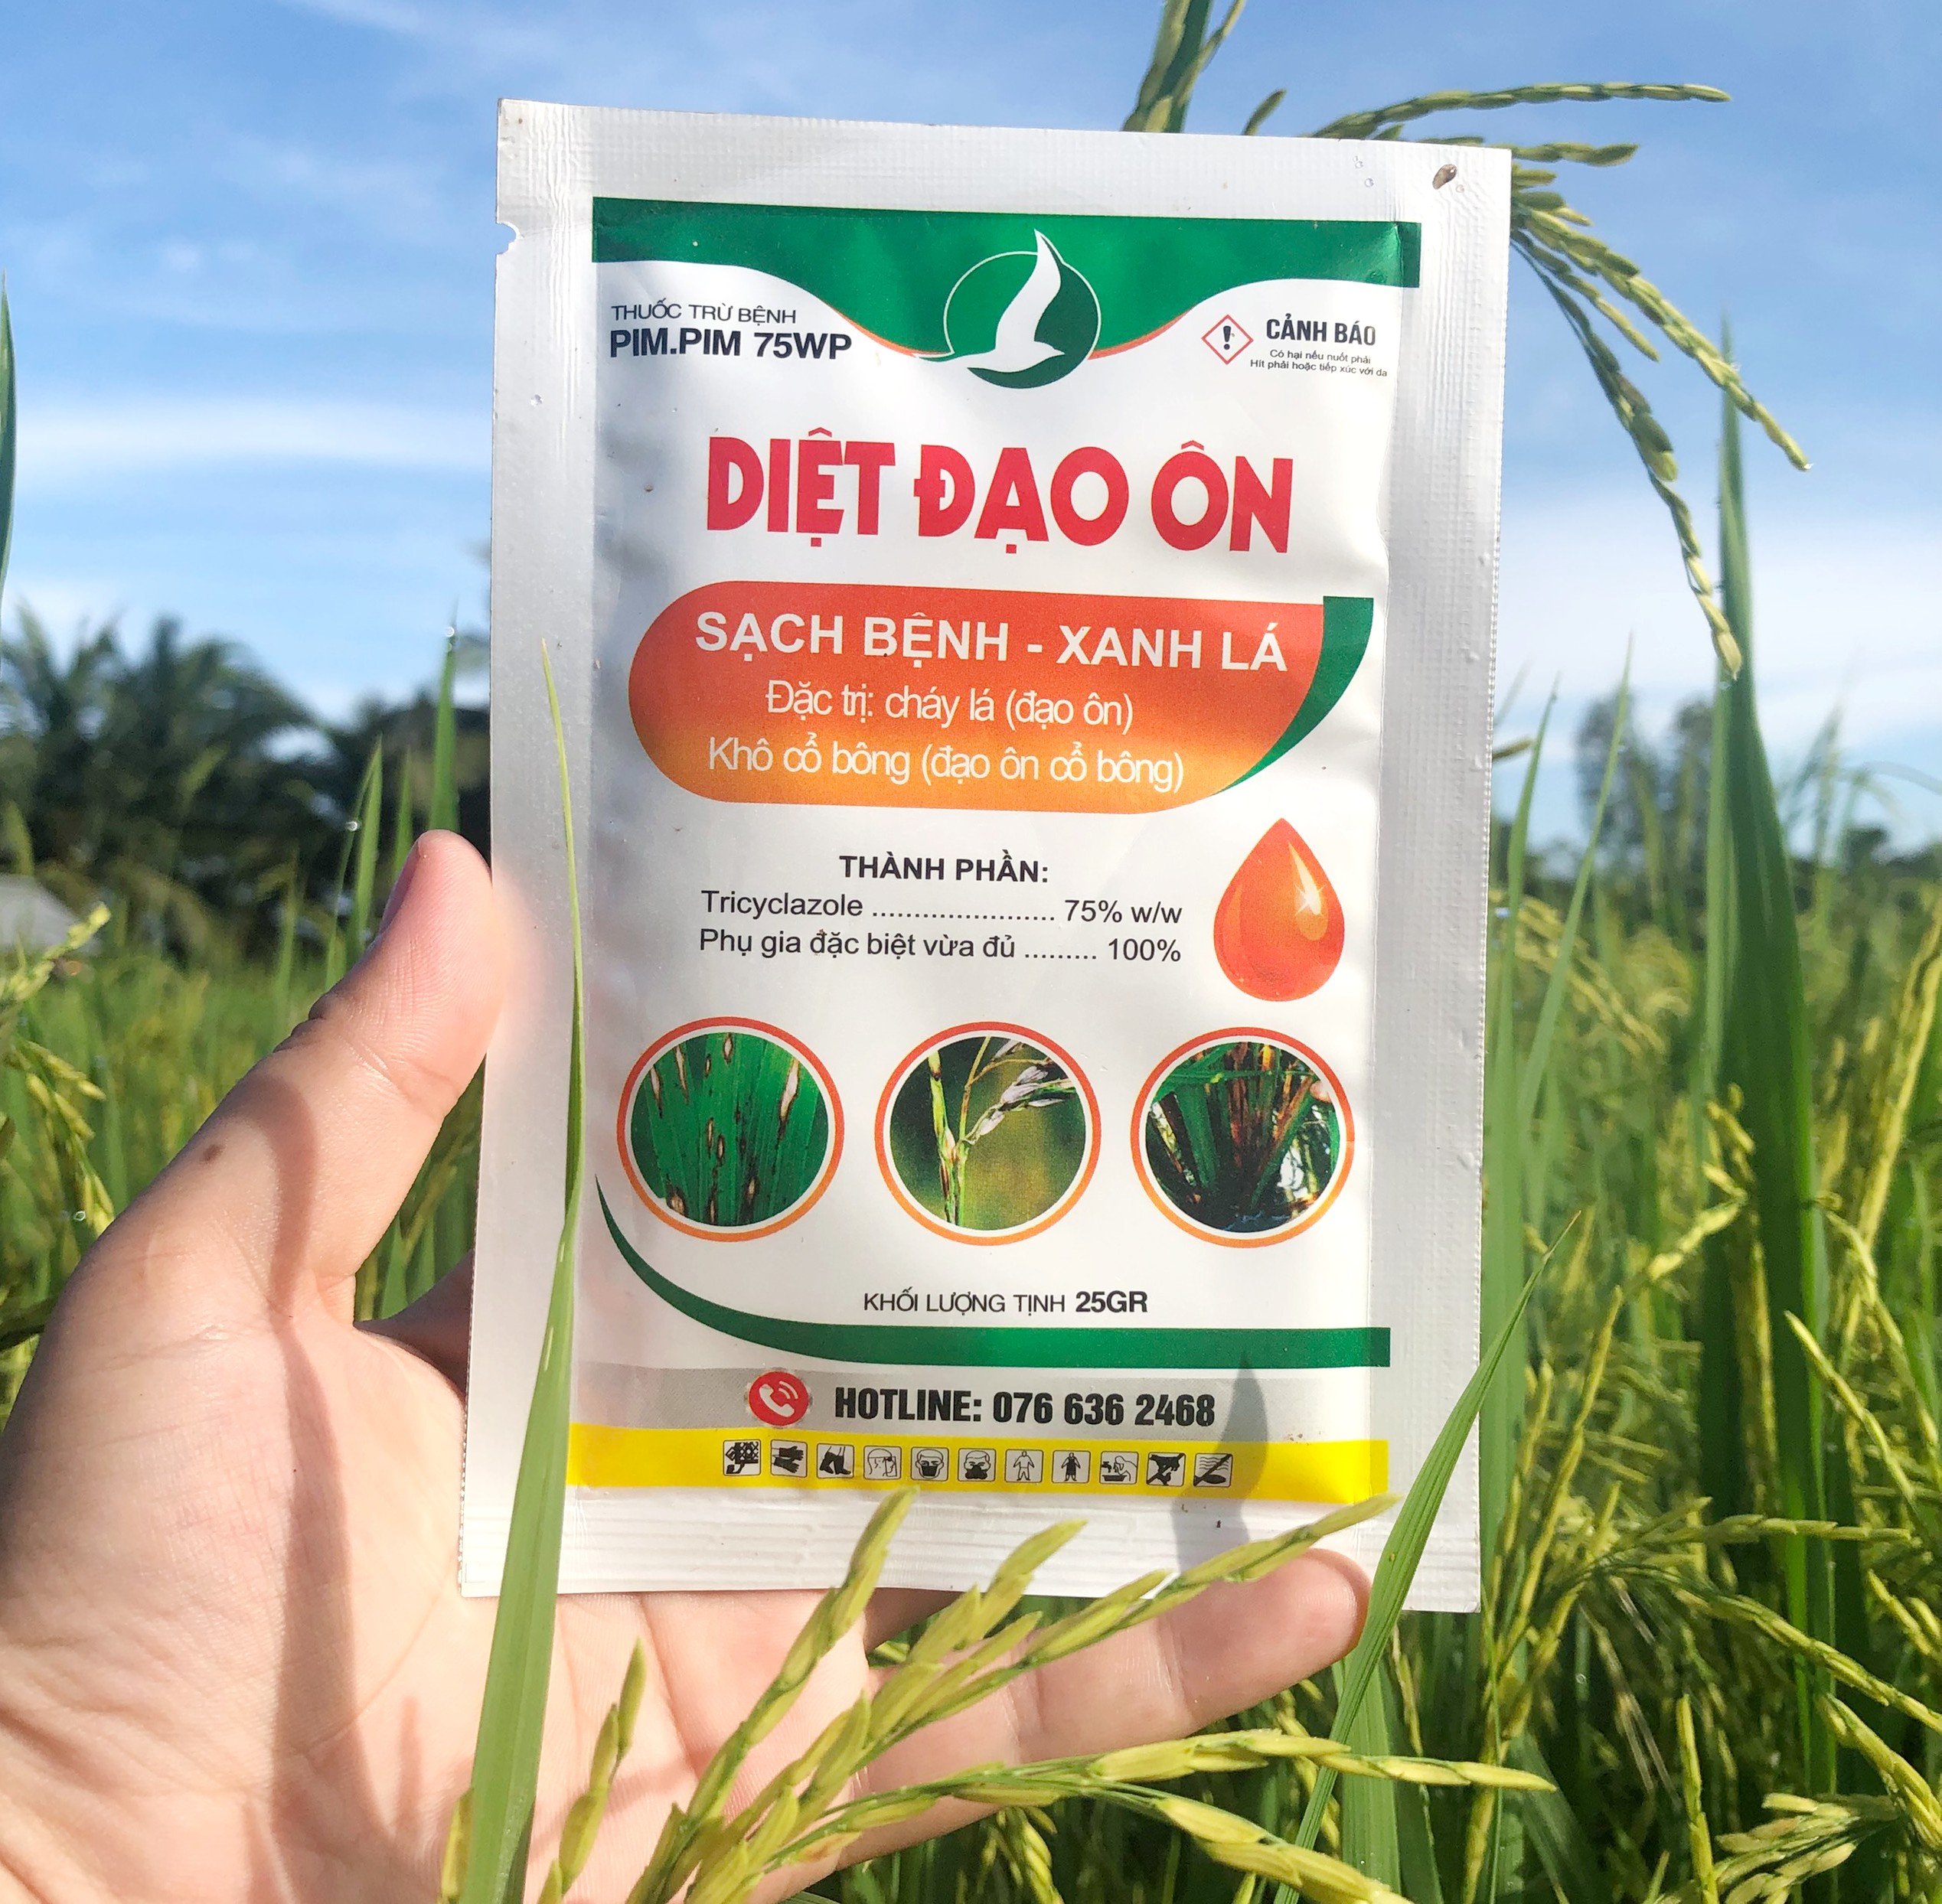 THUỐC TRỪ BỆNH
PIM.PIM 75WP
CẢNH BÁO
Có hại nếu nuốt phải
Hít phải hoặc tiếp xúc với da
DIỆT ĐẠO ÔN
SẠCH BỆNH - XANH LÁ
Đặc trị: cháy lá (đạo ôn)
Khô cổ bông (đạo ôn cổ bông)
THÀNH PHẦN:
Tricyclazole ...................... 75% w/w
Phụ gia đặc biệt vừa đủ ......... 100%
KHỐI LƯỢNG TỊNH 25GR
HOTLINE: 076 636 2468